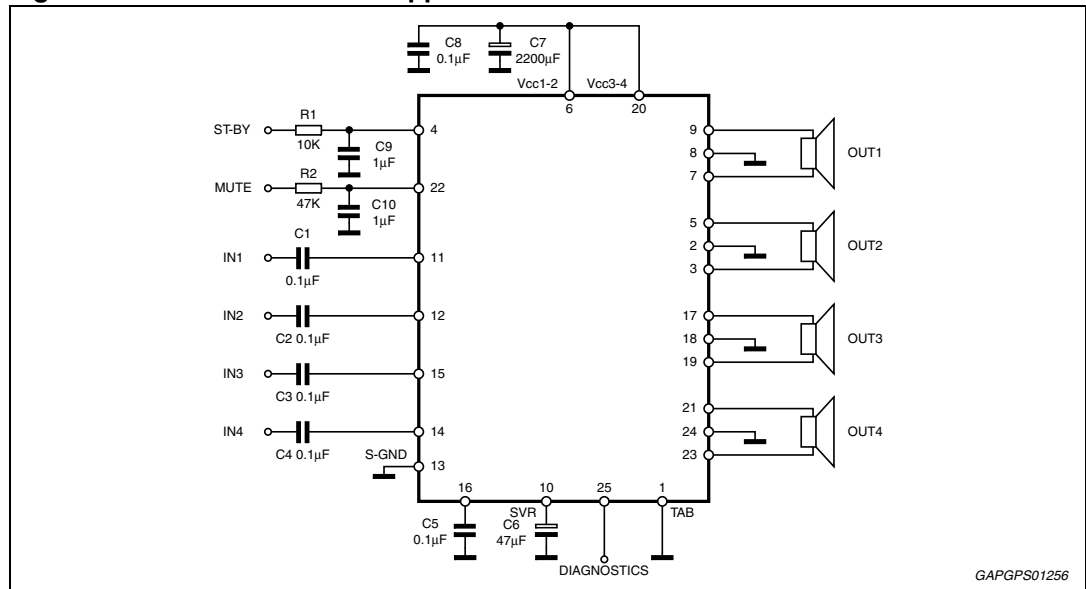 C8
0.1µF
C7
2200µF
Vcc1-2
Vcc3-4
6
20
ST-BY
R1
10K
4
C9
1µF
MUTE
R2
47K
22
C10
1µF
IN1
C1
0.1µF
11
IN2
C2 0.1µF
12
IN3
C3 0.1µF
15
IN4
C4 0.1µF
14
S-GND
13
9
8
7
OUT1
5
2
3
OUT2
17
18
19
OUT3
21
24
23
OUT4
16
10
25
1
SVR
TAB
C5
0.1µF
C6
47µF
DIAGNOSTICS
GAPGPS01256